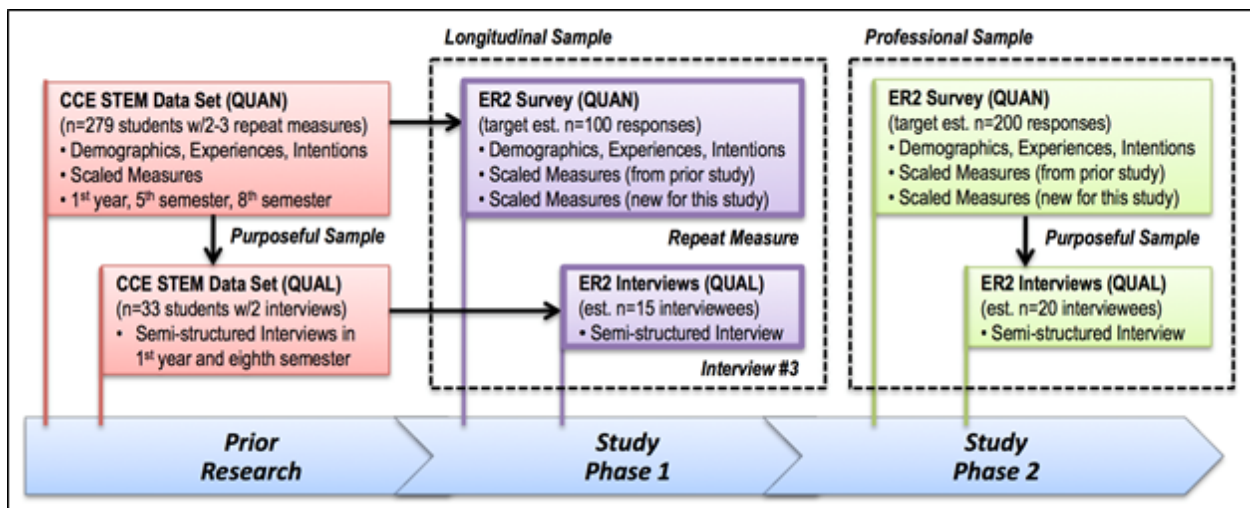 CCE STEM Data Set (QUAN)
(n=279 students w/2-3 repeat measures)
• Demographics, Experiences, Intentions
• Scaled Measures
• 1st year, 5th semester, 8th semester
Purposeful Sample
CCE STEM Data Set (QUAL)
(n=33 students w/2 interviews)
• Semi-structured Interviews in
1st year and eighth semester
Longitudinal Sample
ER2 Survey (QUAN)
(target est. n=100 responses)
• Demographics, Experiences, Intentions
• Scaled Measures (from prior study)
• Scaled Measures (new for this study)
Repeat Measure
ER2 Interviews (QUAL)
(est. n=15 interviewees)
• Semi-structured Interview
Interview #3
Professional Sample
ER2 Survey (QUAN)
(target est. n=200 responses)
• Demographics, Experiences, Intentions
• Scaled Measures (from prior study)
• Scaled Measures (new for this study)
Purposeful Sample
ER2 Interviews (QUAL)
(est. n=20 interviewees)
• Semi-structured Interview
Prior
Research
Study
Phase 1
Study
Phase 2